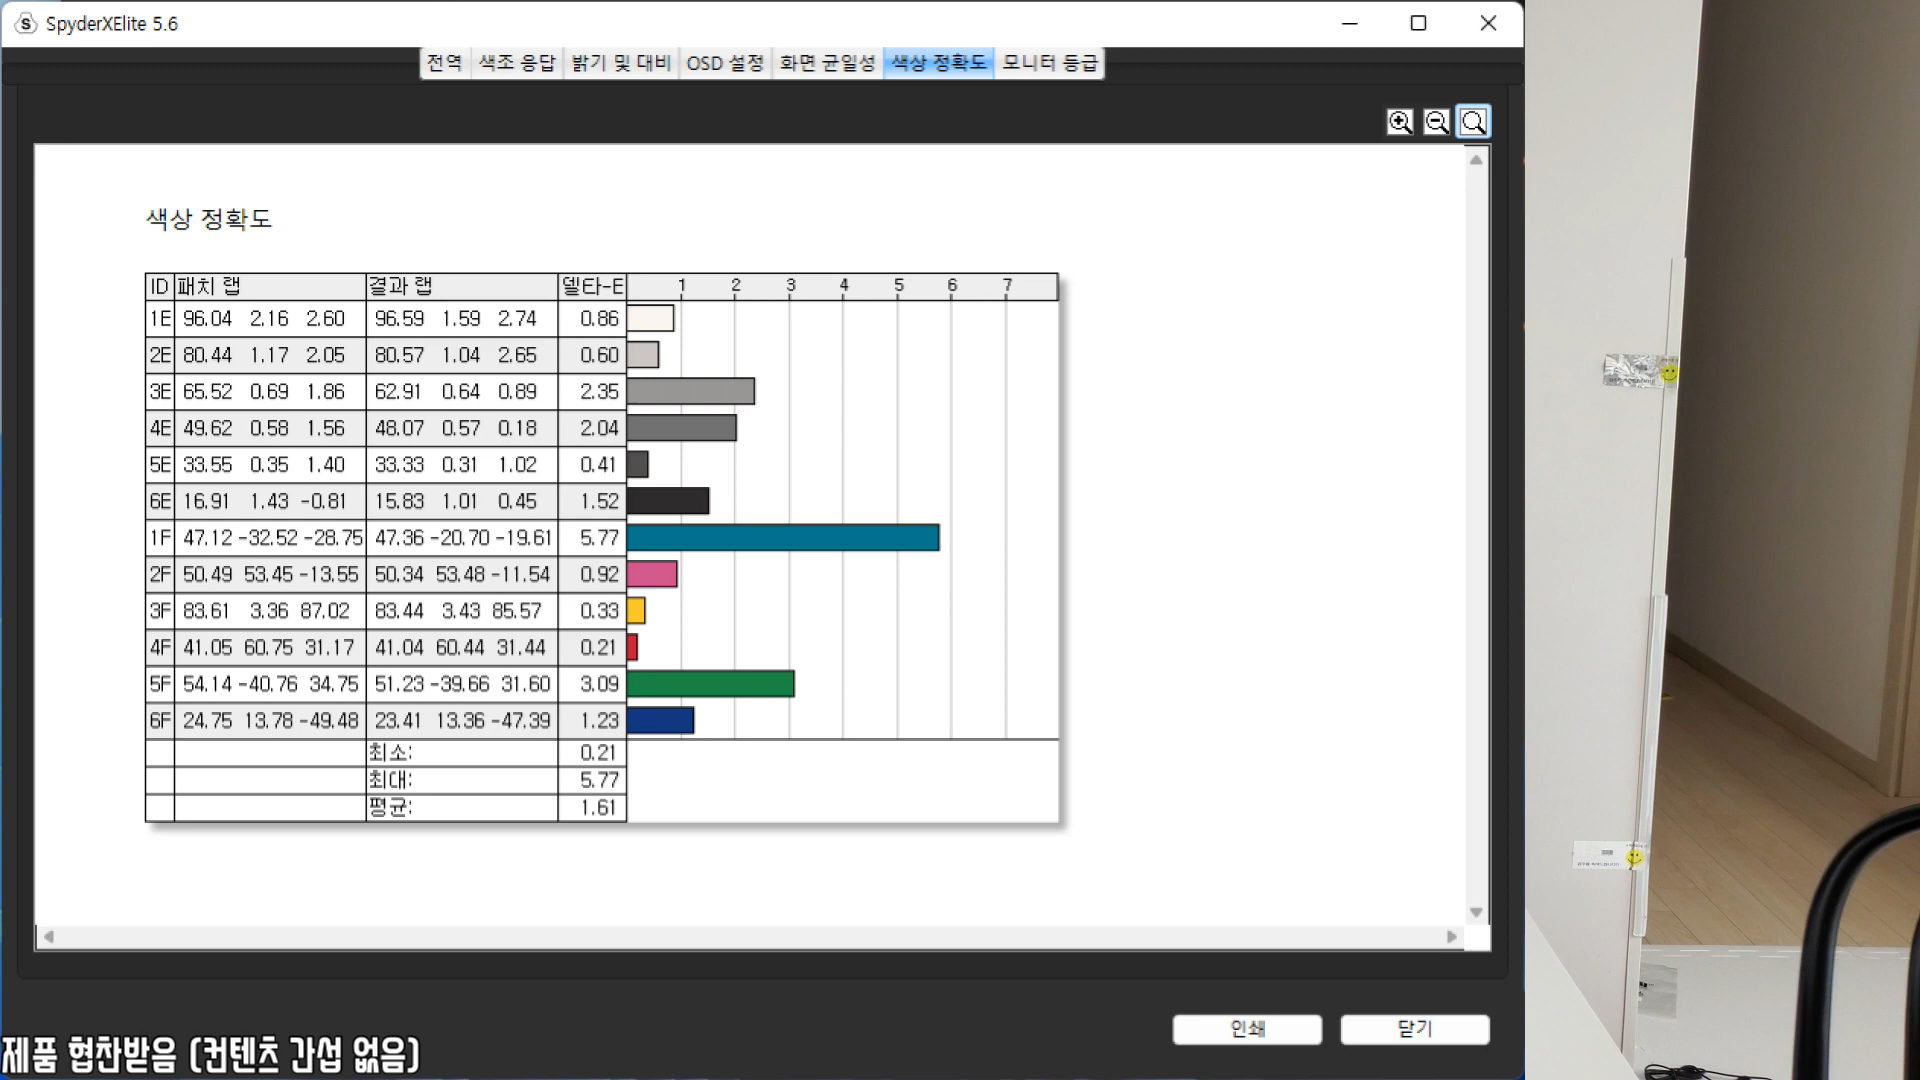 SpyderXElite 5.6
전역 색조 응답 밝기 및 대비 OSD 설정 화면 균일성 색상 정확도 모니터 등급
색상 정확도
ID 패치 랩 결과 랩 델타-E 1 2 3 4 5 6 7
1E 96.04 2.16 2.60 96.59 1.59 2.74 0.86
2E 80.44 1.17 2.05 80.57 1.04 2.65 0.60
3E 65.52 0.69 1.86 62.91 0.64 0.89 2.35
4E 49.62 0.58 1.56 48.07 0.57 0.18 2.04
5E 33.55 0.35 1.40 33.33 0.31 1.02 0.41
6E 16.91 1.43 -0.81 15.83 1.01 0.45 1.52
1F 47.12 -32.52 -28.75 47.36 -20.70 -19.61 5.77
2F 50.49 53.45 -13.55 50.34 53.48 -11.54 0.92
3F 83.61 3.36 87.02 83.44 3.43 85.57 0.33
4F 41.05 60.75 31.17 41.04 60.44 31.44 0.21
5F 54.14 -40.76 34.75 51.23 -39.66 31.60 3.09
6F 24.75 13.78 -49.48 23.41 13.36 -47.39 1.23
최소: 0.21
최대: 5.77
평균: 1.61
인쇄 닫기
제품 협찬받음 (컨텐츠 간섭 없음)